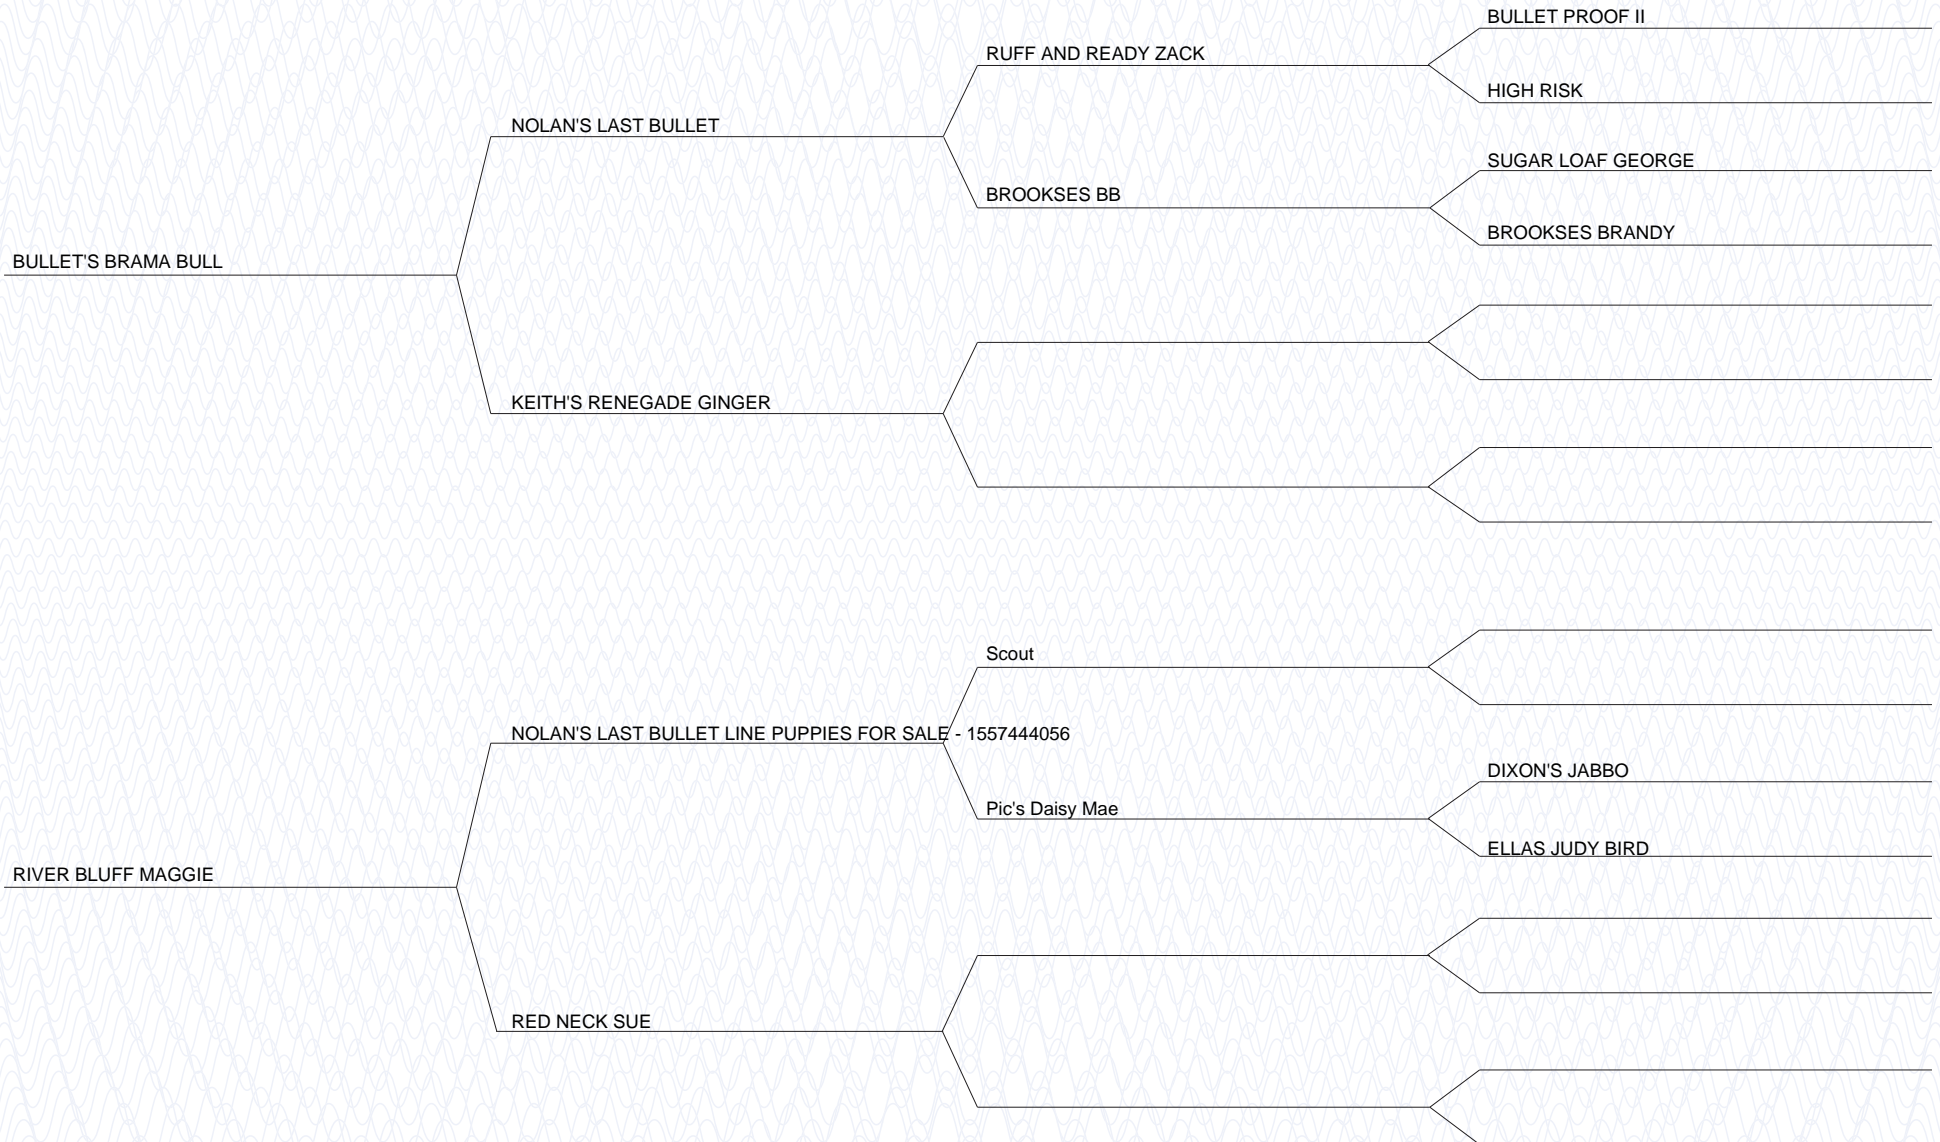 BULLET PROOF II
RUFF AND READY ZACK
HIGH RISK
NOLAN'S LAST BULLET
SUGAR LOAF GEORGE
BROOKSES BB
BROOKSES BRANDY
BULLET'S BRAMA BULL
KEITH'S RENEGADE GINGER
Scout
NOLAN'S LAST BULLET LINE PUPPIES FOR SALE - 1557444056
DIXON'S JABBO
Pic's Daisy Mae
ELLAS JUDY BIRD
RIVER BLUFF MAGGIE
RED NECK SUE